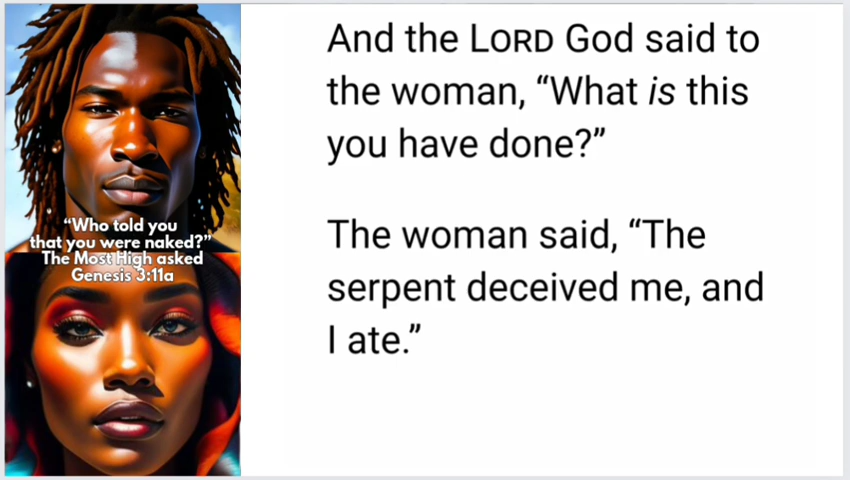 “Who told you
that you were naked?”
The Most High asked
Genesis 3:11a
And the LORD God said to
the woman, “What is this
you have done?”
The woman said, “The
serpent deceived me, and
I ate.”